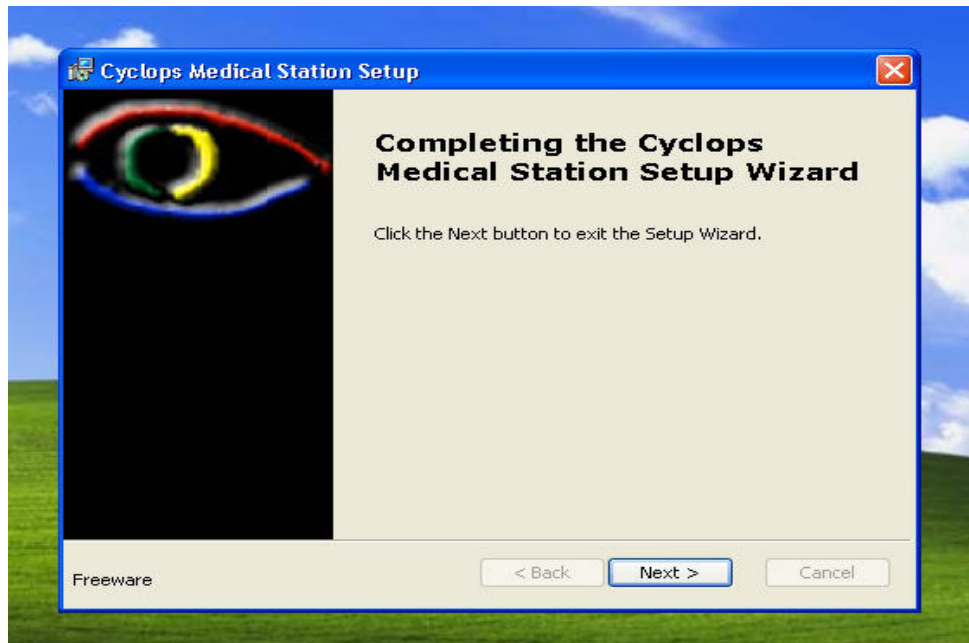 Cyclops Medical Station Setup
Completing the Cyclops
Medical Station Setup Wizard
Click the Next button to exit the Setup Wizard.
Freeware
< Back
Next >
Cancel